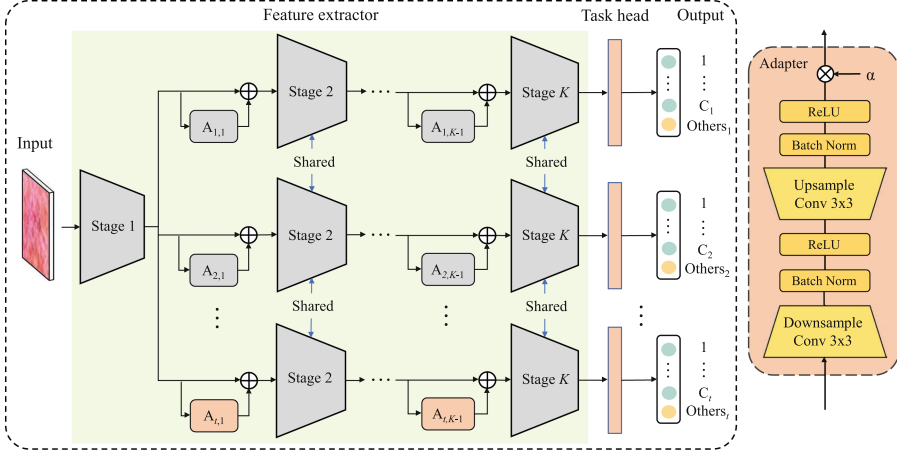 Feature extractor
Task head
Output
Input
Stage 1
A1,1
Stage 2
···
A1,K-1
Stage K
1
⋮
C1
Others1
Shared
Shared
A2,1
Stage 2
···
A2,K-1
Stage K
1
⋮
C2
Others2
Shared
Shared
⋮
⋮
⋮
At,1
Stage 2
···
At,K-1
Stage K
1
⋮
Ct
Otherst
Adapter
α
ReLU
Batch Norm
Upsample
Conv 3x3
ReLU
Batch Norm
Downsample
Conv 3x3